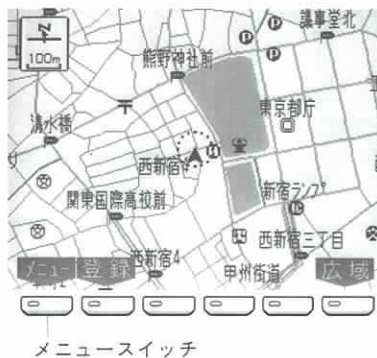 議事堂北
100m
熊野神社前
清水橋
東京都庁
西新宿
新宿ランプ
関東国際高校前
西新宿三丁目
西新宿4
甲州街道
メニュー 登録 広域
メニュースイッチ